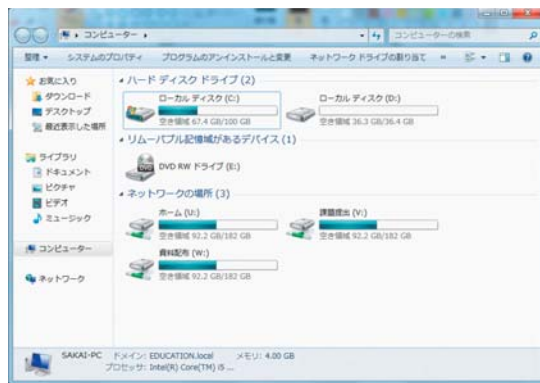 コンピューター
コンピューターの検索
整理 システムのプロパティ プログラムのアンインストールと変更 ネットワーク ドライブの割り当て »
お気に入り
ダウンロード
デスクトップ
最近表示した場所
ライブラリ
ドキュメント
ピクチャ
ビデオ
ミュージック
コンピューター
ネットワーク
ハード ディスク ドライブ (2)
ローカル ディスク (C:)
空き領域 67.4 GB/100 GB
ローカル ディスク (D:)
空き領域 36.3 GB/36.4 GB
リムーバブル記憶域があるデバイス (1)
DVD RW ドライブ (E:)
ネットワークの場所 (3)
ホーム (U:)
空き領域 92.2 GB/182 GB
課題提出 (V:)
空き領域 92.2 GB/182 GB
資料配布 (W:)
空き領域 92.2 GB/182 GB
SAKAI-PC ドメイン: EDUCATION.local メモリ: 4.00 GB
プロセッサ: Intel(R) Core(TM) i5 ...